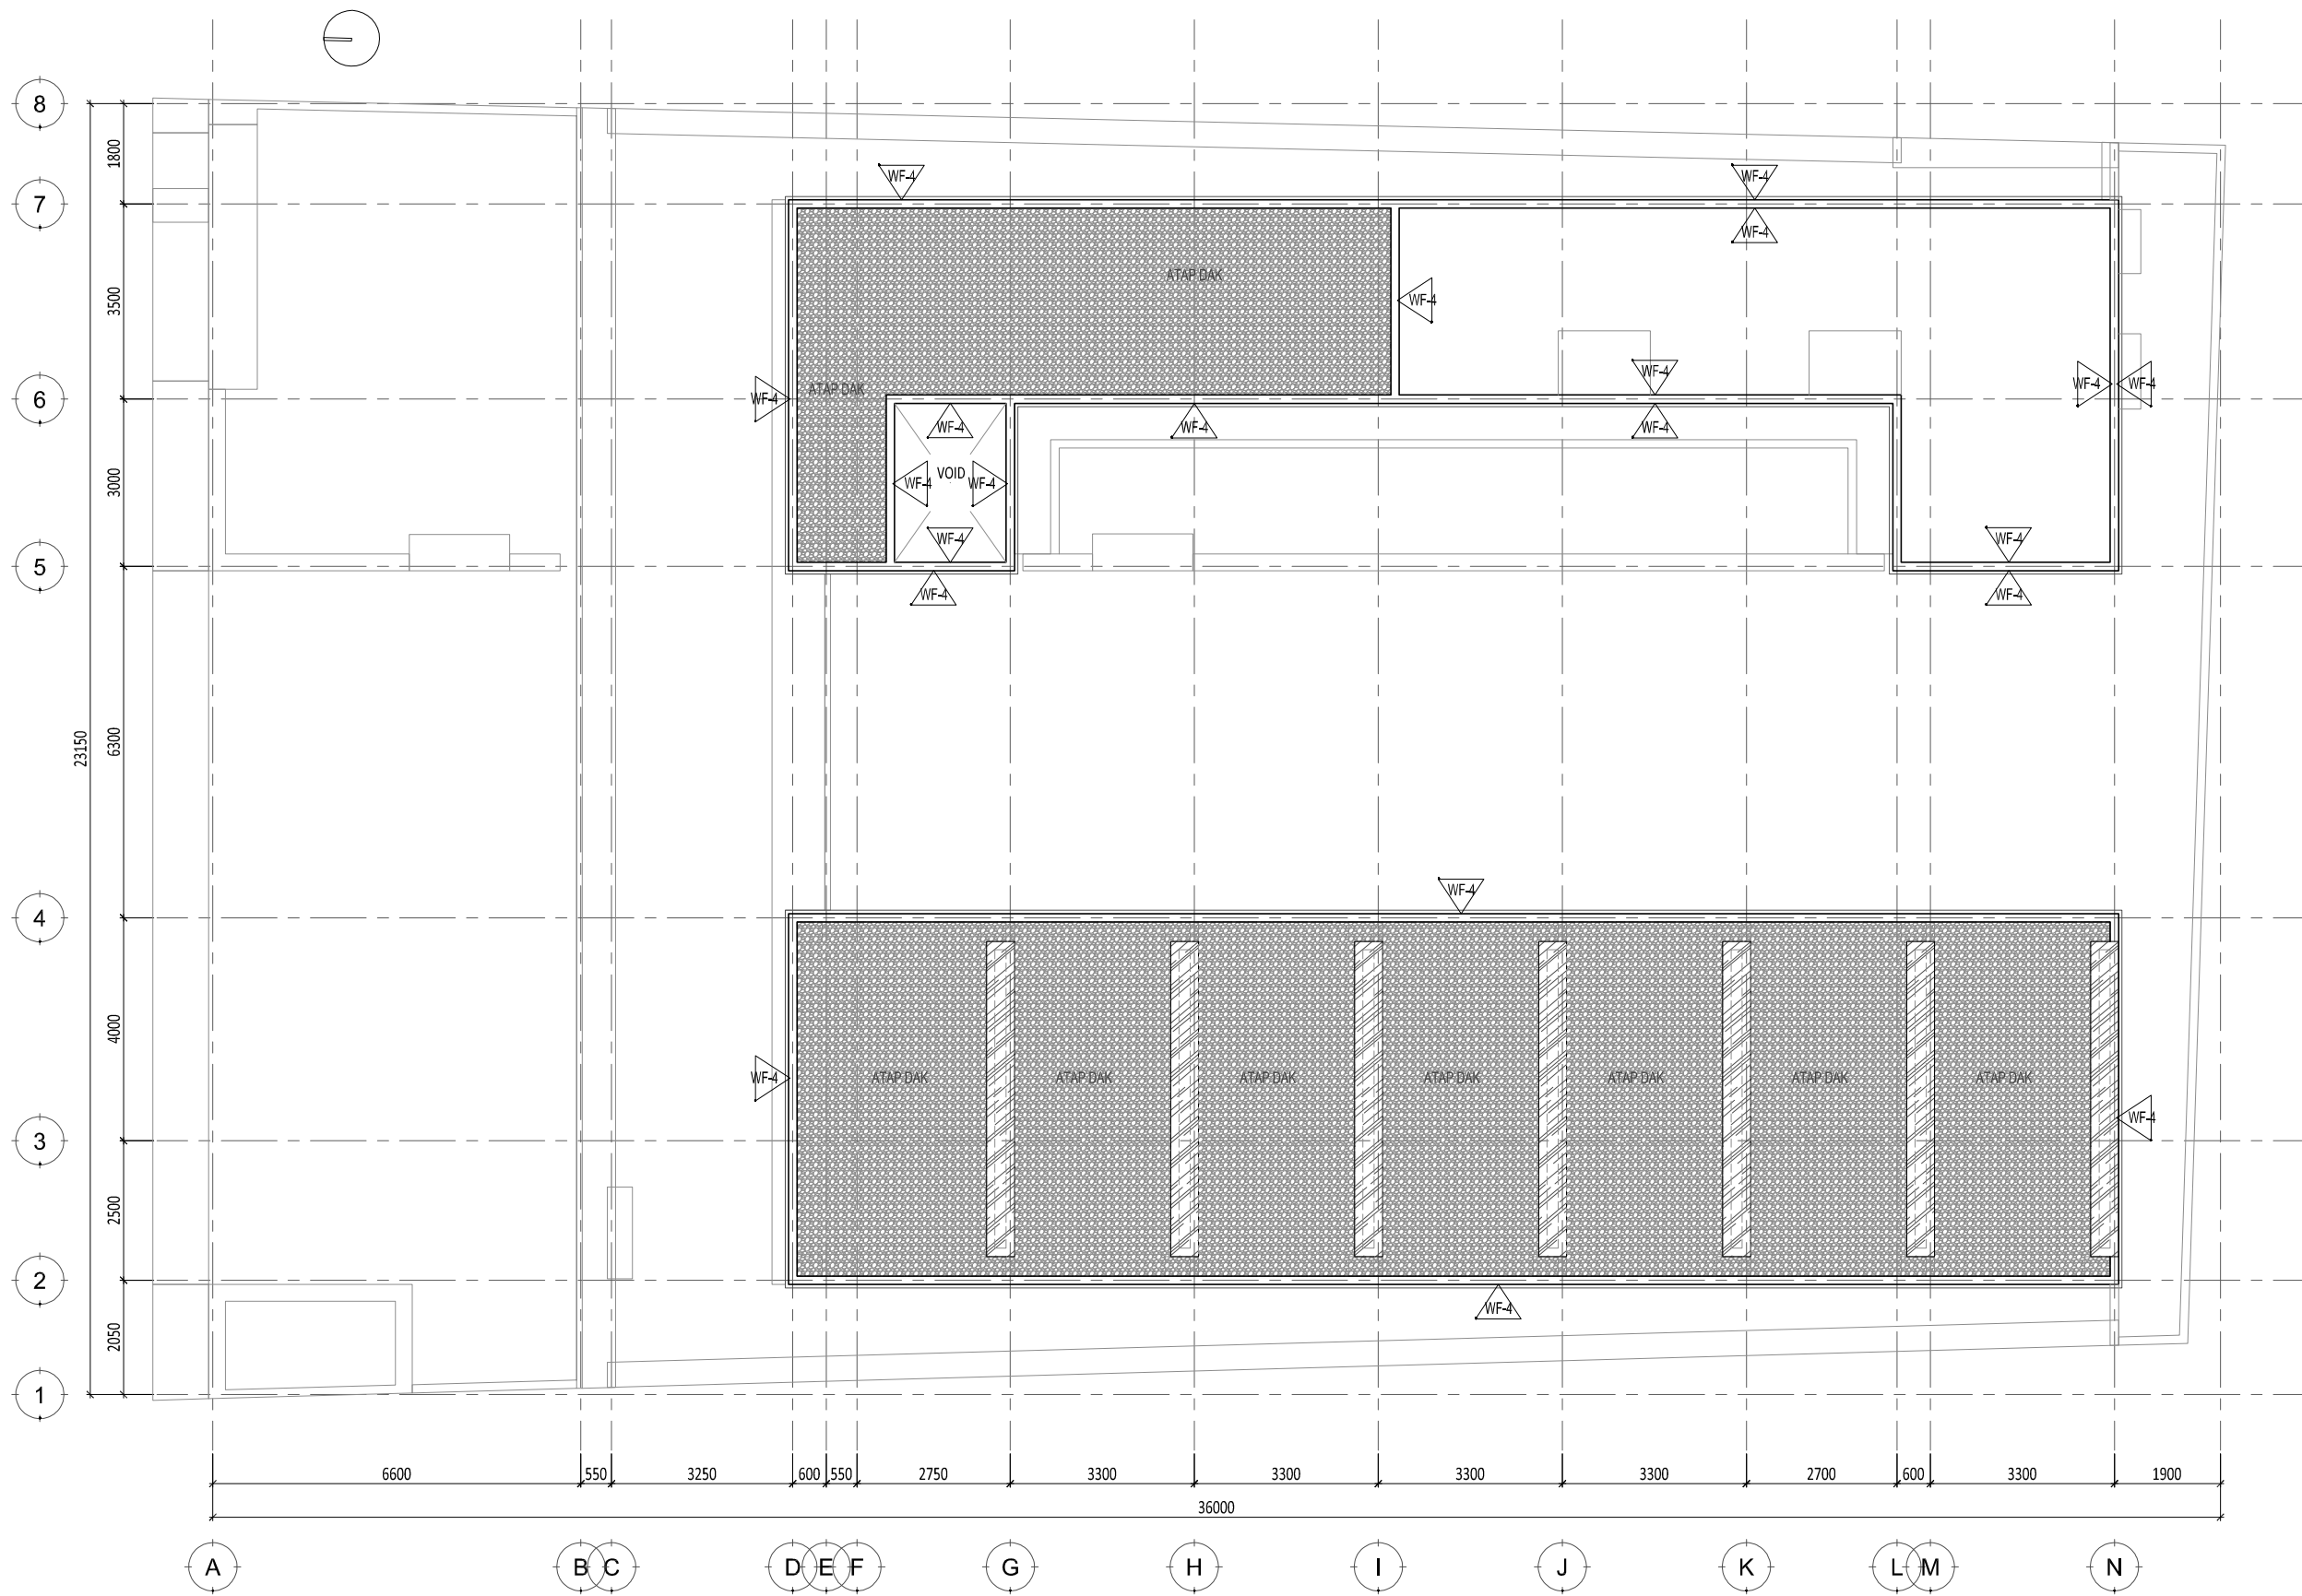 8
1800
WF-4
WF-4
7
WF-4
ATAP DAK
3500
WF-4
WF-4
ATAP DAK
WF-4
WF-4
6
WF-4
WF-4
WF-4
WF-4
VOID
3000
WF-4
WF-4
WF-4
WF-4
5
WF-4
WF-4
6300
23150
WF-4
4
4000
WF-4
ATAP DAK
ATAP DAK
ATAP DAK
ATAP DAK
ATAP DAK
ATAP DAK
ATAP DAK
WF-4
3
2500
2
WF-4
2050
1
6600
550
3250
600
550
2750
3300
3300
3300
3300
2700
600
3300
1900
36000
A
B
C
D
E
F
G
H
I
J
K
L
M
N